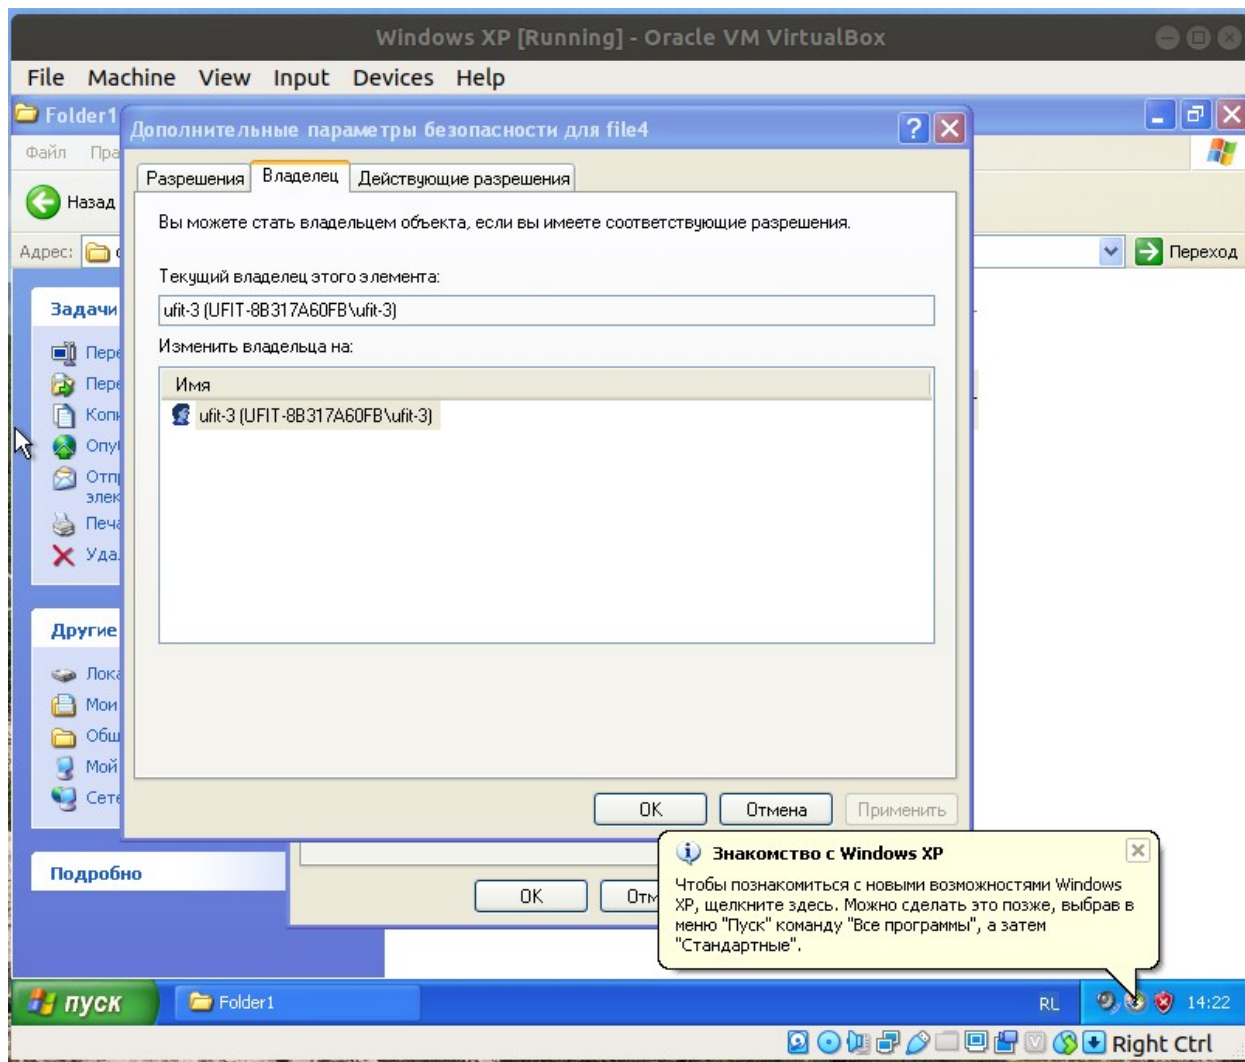 Windows XP [Running] - Oracle VM VirtualBox
File Machine View Input Devices Help
Folder1
Дополнительные параметры безопасности для file4
Файл
Разрешения Владелец Действующие разрешения
Назад
Вы можете стать владельцем объекта, если вы имеете соответствующие разрешения.
Адрес:
Переход
Текущий владелец этого элемента:
ufit-3 (UFIT-8B317A60FB\ufit-3)
Изменить владельца на:
Имя
ufit-3 (UFIT-8B317A60FB\ufit-3)
Задачи
Другие
Мои
Мой
Подробно
OK Отмена Применить
OK
Знакомство с Windows XP
Чтобы познакомиться с новыми возможностями Windows
XP, щелкните здесь. Можно сделать это позже, выбрав в
меню "Пуск" команду "Все программы", а затем
"Стандартные".
пуск Folder1 RL 14:22
Right Ctrl